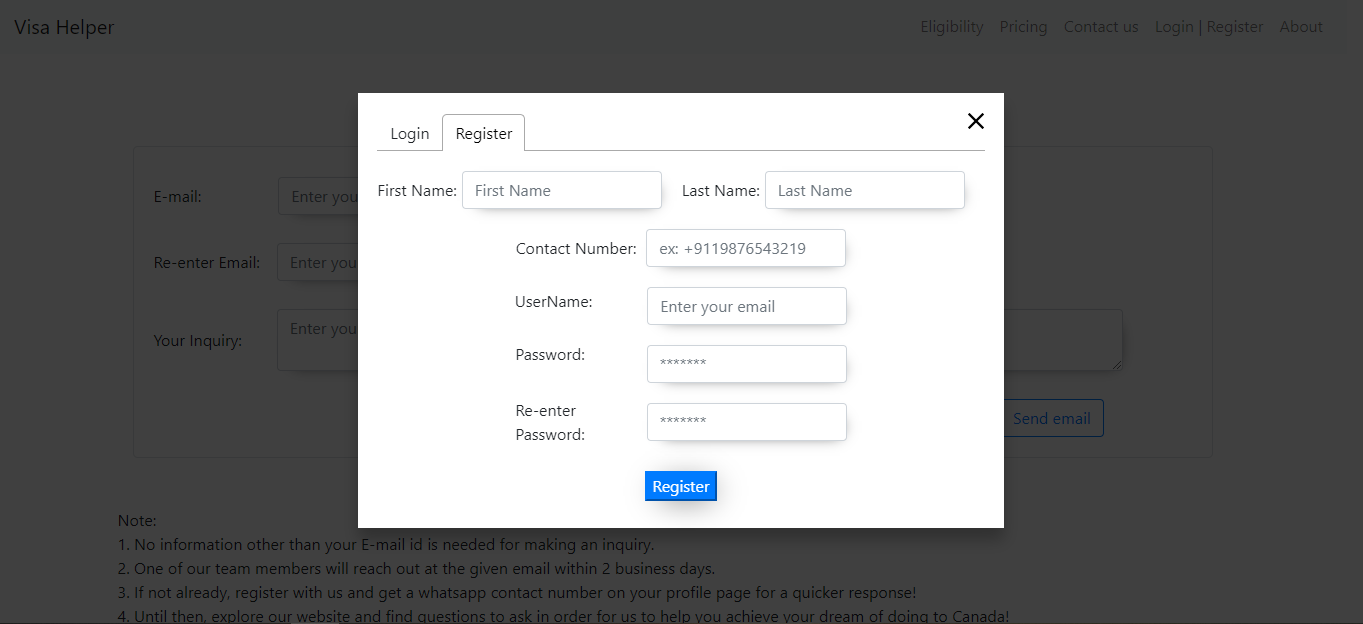 Visa Helper Eligibility Pricing Contact us Login | Register About
Login Register
First Name: First Name Last Name: Last Name
Contact Number: ex: +9119876543219
UserName: Enter your email
Password: *******
Re-enter
Password: *******
Register
E-mail: Enter you
Re-enter Email: Enter you
Your Inquiry: Enter you
Send email
Note:
1. No information other than your E-mail id is needed for making an inquiry.
2. One of our team members will reach out at the given email within 2 business days.
3. If not already, register with us and get a whatsapp contact number on your profile page for a quicker response!
4. Until then, explore our website and find questions to ask in order for us to help you achieve your dream of doing to Canada!